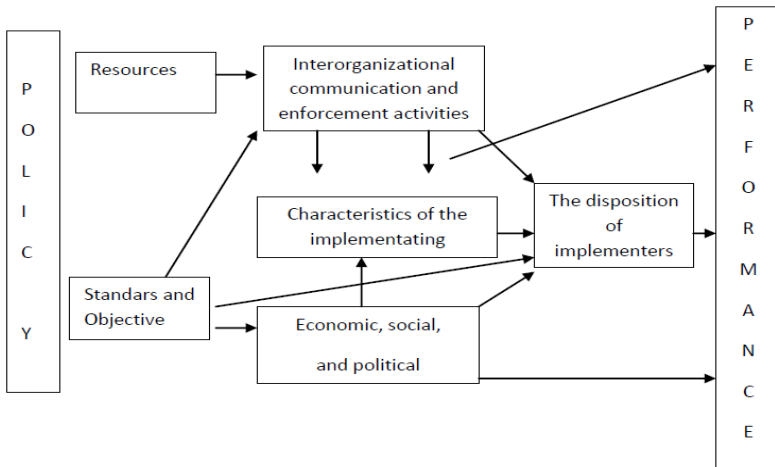 P
O
L
I
C
Y
Resources
Standars and
Objective
Interorganizational
communication and
enforcement activities
Characteristics of the
implementating
Economic, social,
and political
The disposition
of
implementers
P
E
R
F
O
R
M
A
N
C
E